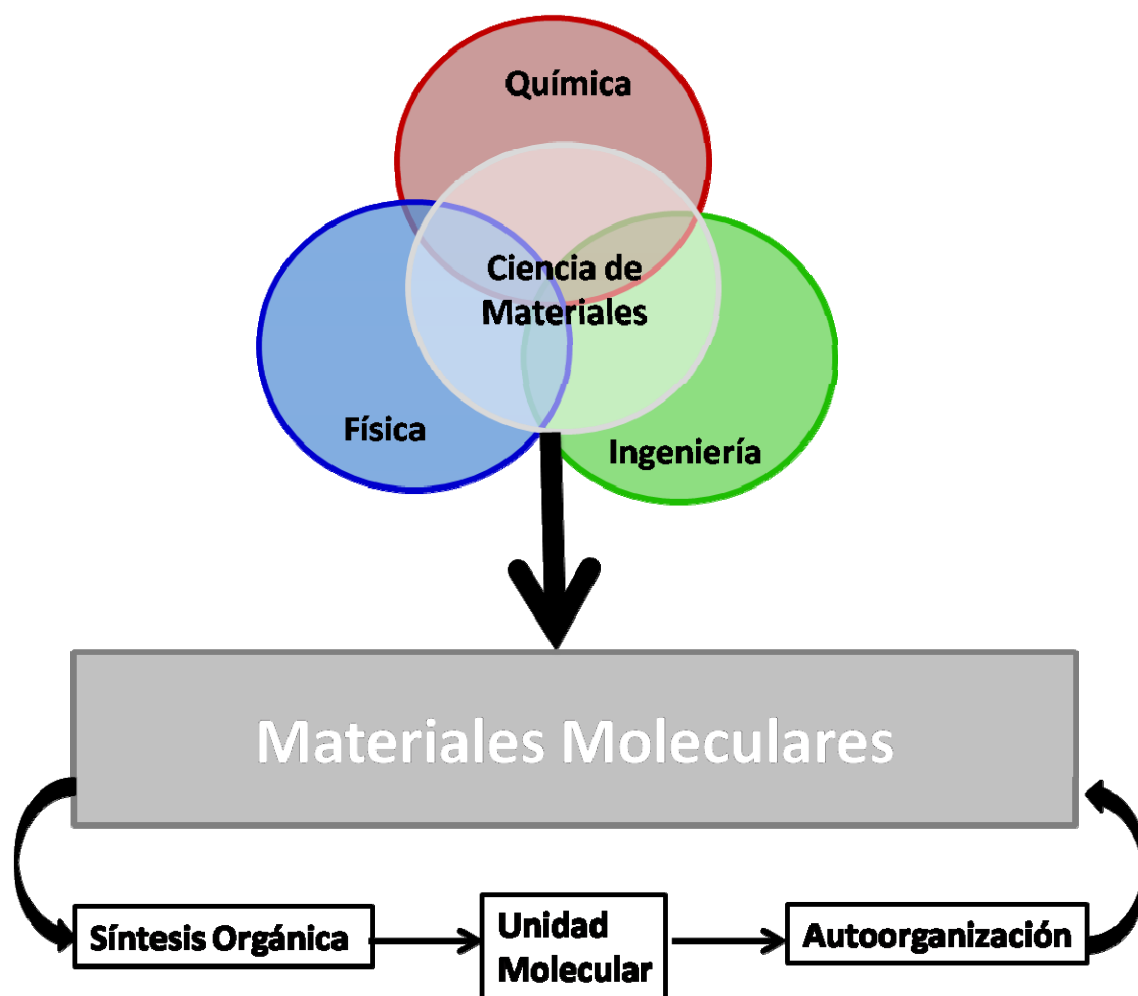 Química
Ciencia de
Materiales
Física
Ingeniería
Materiales Moleculares
Síntesis Orgánica
Unidad
Molecular
Autoorganización